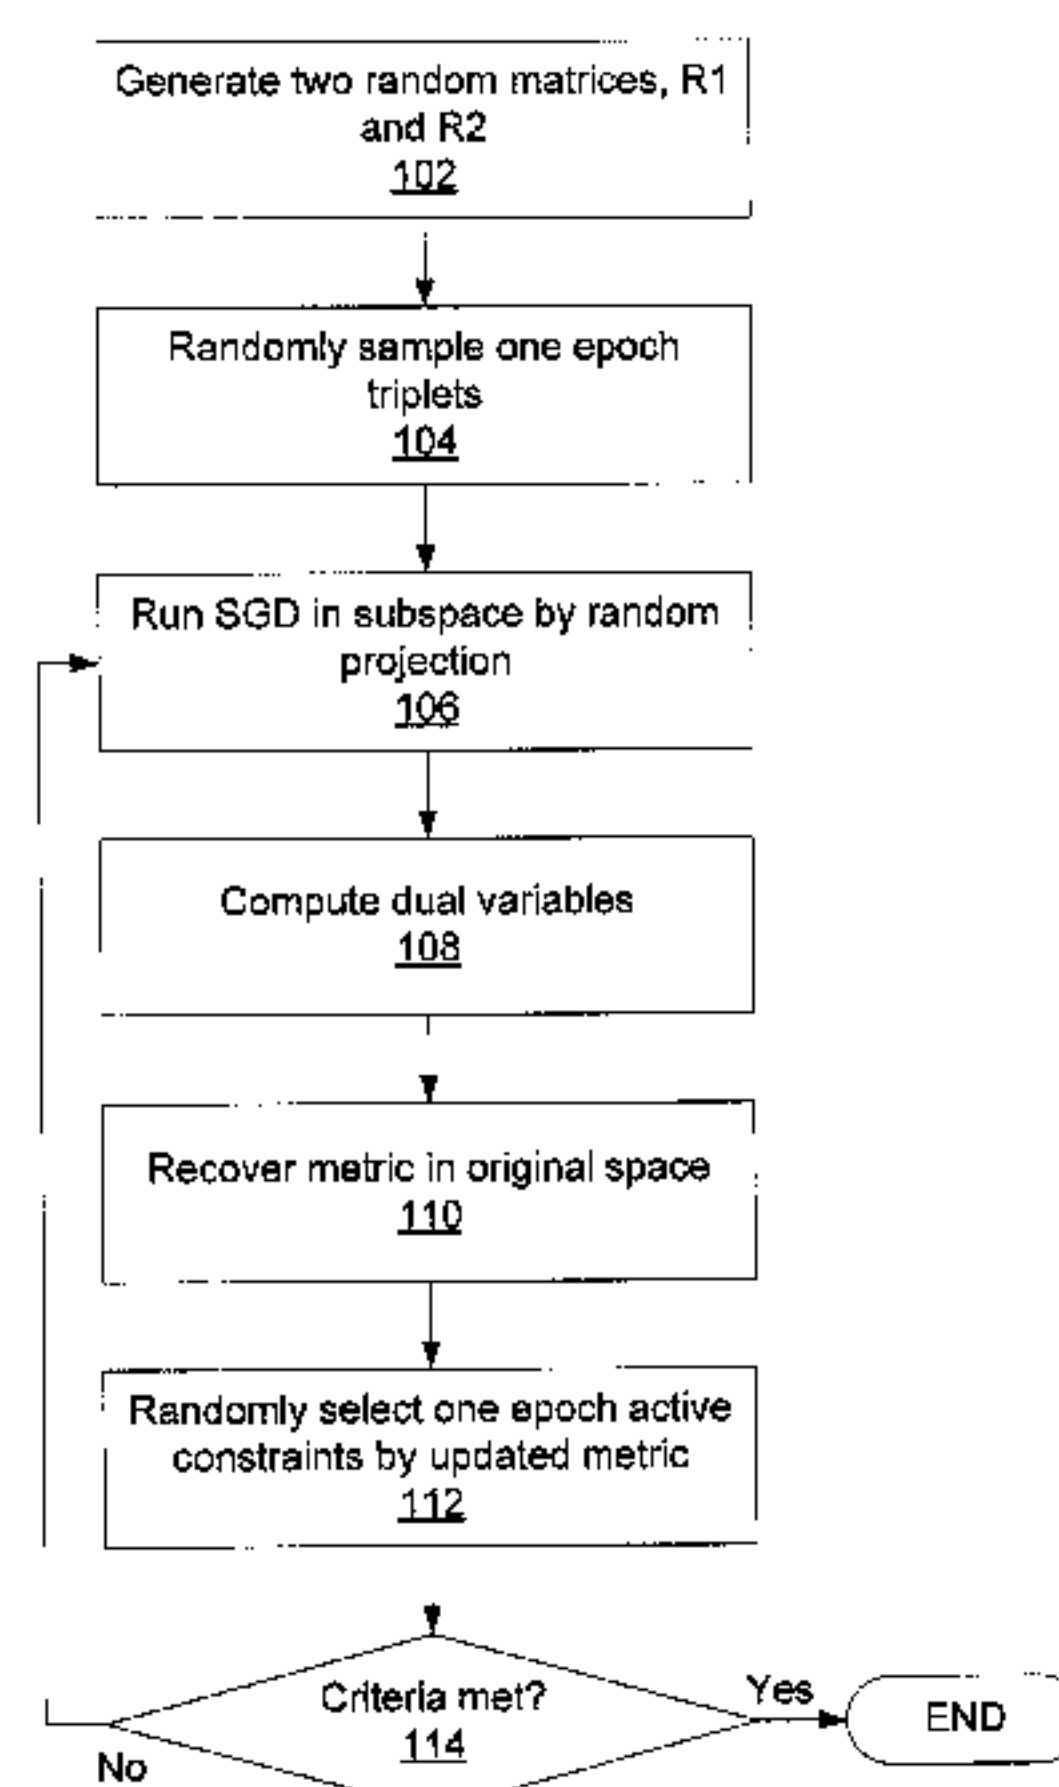 Generate two random matrices, R1
and R2
102
Randomly sample one epoch
triplets
104
Run SGD in subspace by random
projection
106
Compute dual variables
108
Recover metric in original space
110
Randomly select one epoch active
constraints by updated metric
112
Criteria met?
114
Yes
END
No